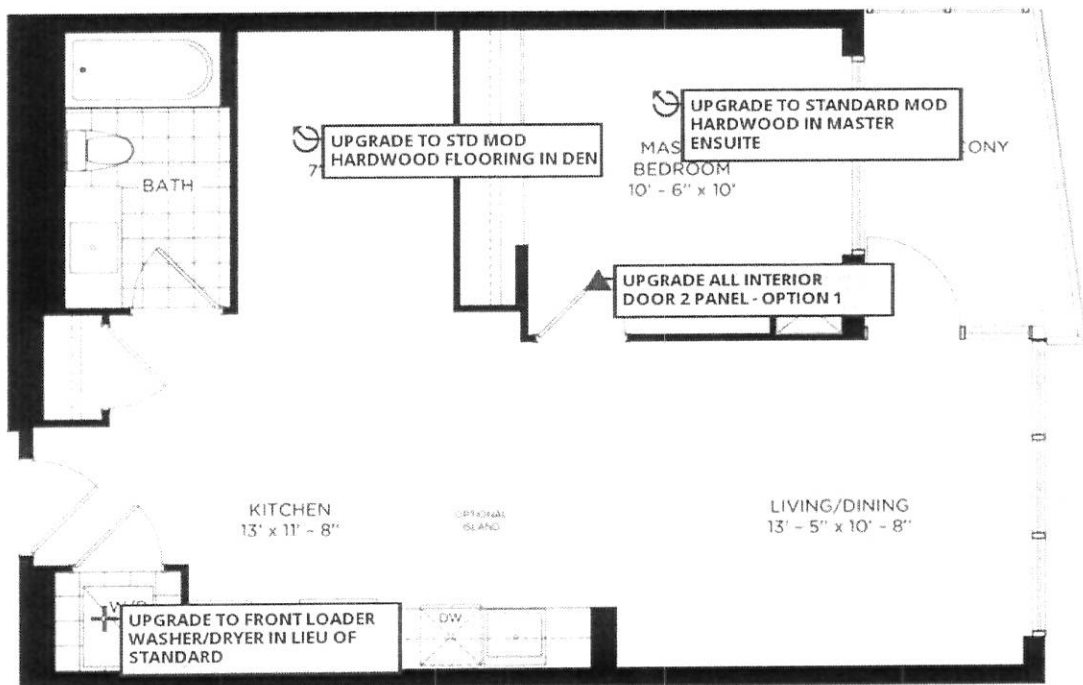 UPGRADE TO STANDARD MOD
HARDWOOD IN MASTER
ENSUITE
UPGRADE TO STD MOD
HARDWOOD FLOORING IN DEN
7'
MAS
CONY
BEDROOM
10' - 6" x 10'
BATH
UPGRADE ALL INTERIOR
DOOR 2 PANEL - OPTION 1
KITCHEN
13' x 11' - 8"
OPTIONAL
ISLAND
LIVING/DINING
13' - 5" x 10' - 8"
UPGRADE TO FRONT LOADER
WASHER/DRYER IN LIEU OF
STANDARD
DW